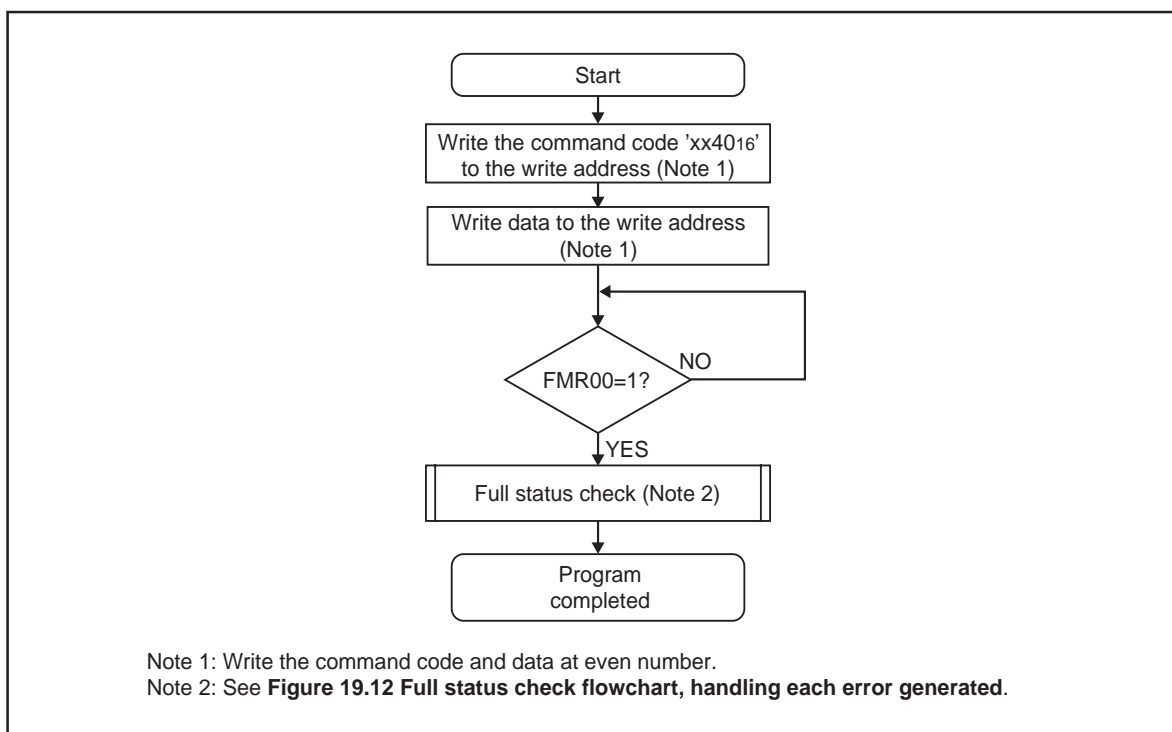 Start
Write the command code ’xx4016’
to the write address (Note 1)
Write data to the write address
(Note 1)
NO
FMR00=1?
YES
Full status check (Note 2)
Program
completed
Note 1: Write the command code and data at even number.
Note 2: See Figure 19.12 Full status check flowchart, handling each error generated.